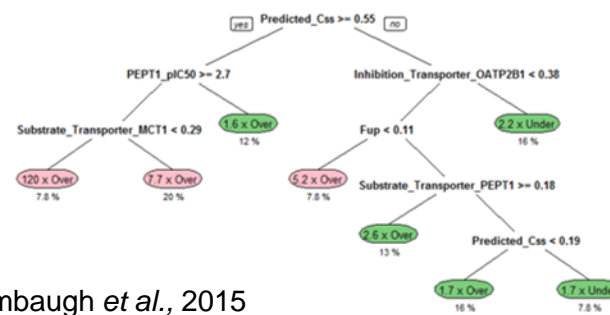 yes Predicted_Css >= 0.55 no
PEPT1_pIC50 >= 2.7 Inhibition_Transporter_OATP2B1 < 0.38
Substrate_Transporter_MCT1 < 0.29 1.6 x Over Fup < 0.11 2.2 x Under
12 % 16 %
120 x Over 7.7 x Over 5.2 x Over Substrate_Transporter_PEPT1 >= 0.18
7.8 % 20 % 7.8 %
2.6 x Over Predicted_Css < 0.19
13 %
1.7 x Over 1.7 x Unde
16 % 7.8 %
mbaugh et al., 2015